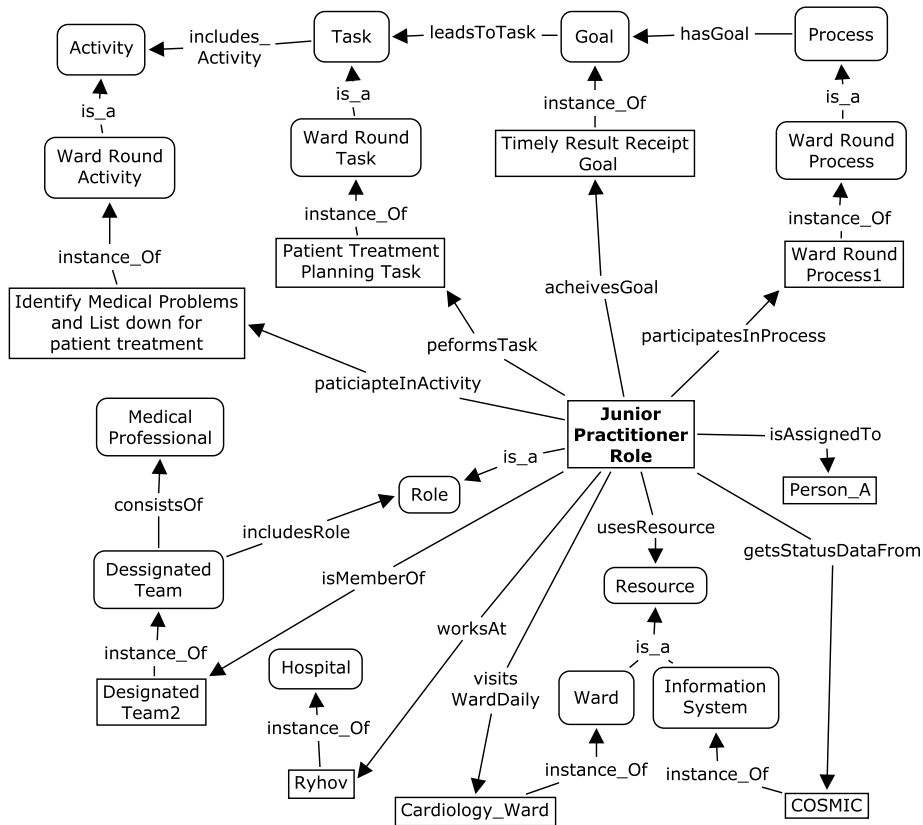 Activity
includes_
Activity
Task
leadsToTask
Goal
hasGoal
Process
is_a
is_a
instance_Of
is_a
Ward Round
Activity
Ward Round
Task
Timely Result Receipt
Goal
Ward Round
Process
instance_Of
instance_Of
instance_Of
Identify Medical Problems
and List down for
patient treatment
Patient Treatment
Planning Task
Ward Round
Process1
acheivesGoal
peformsTask
participatesInProcess
paticiapteInActivity
Junior
Practitioner
Role
isAssignedTo
Person_A
Medical
Professional
is_a
Role
consistsOf
includesRole
usesResource
getsStatusDataFrom
Dessignated
Team
isMemberOf
Resource
instance_Of
worksAt
is_a
Designated
Team2
Hospital
visits
WardDaily
Ward
Information
System
instance_Of
instance_Of
instance_Of
Ryhov
Cardiology_Ward
COSMIC